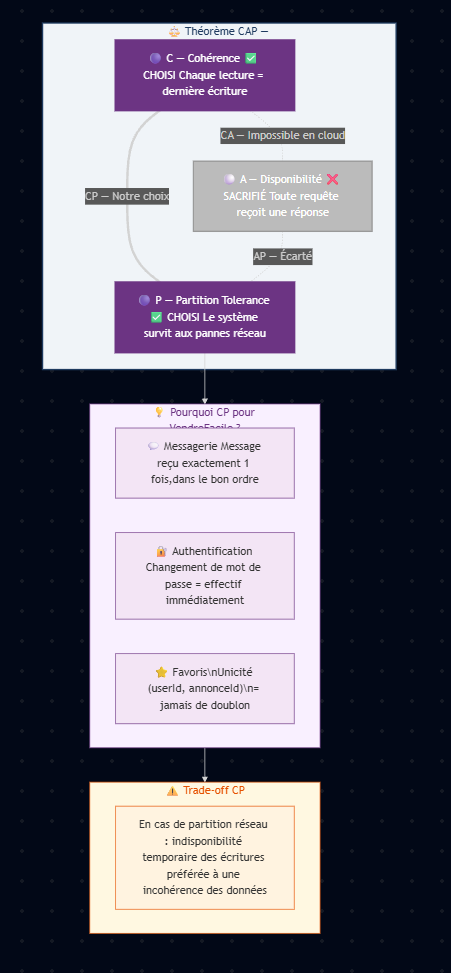 ⚖️ Théorème CAP —
🟣 C — Cohérence ✅
CHOISI Chaque lecture =
dernière écriture
CA — Impossible en cloud
CP — Notre choix
⚪ A — Disponibilité ❌
SACRIFIÉ Toute requête
reçoit une réponse
AP — Écarté
🟣 P — Partition Tolerance
✅ CHOISI Le système
survit aux pannes réseau
💡 Pourquoi CP pour
VendreFacile ?
💬 Messagerie Message
reçu exactement 1
fois,dans le bon ordre
🔐 Authentification
Changement de mot de
passe = effectif
immédiatement
⭐ Favoris\nUnicité
(userId, annonceId)\n=
jamais de doublon
⚠️ Trade-off CP
En cas de partition réseau
: indisponibilité
temporaire des écritures
préférée à une
incohérence des données